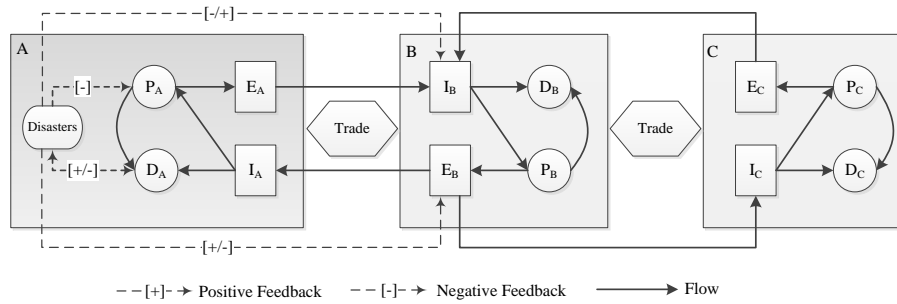 [-/+]
A
B
C
[-]
P_A
E_A
I_B
D_B
E_C
P_C
Disasters
Trade
Trade
[+/-]
D_A
I_A
E_B
P_B
I_C
D_C
[+/-]
[+] Positive Feedback
[-] Negative Feedback
Flow